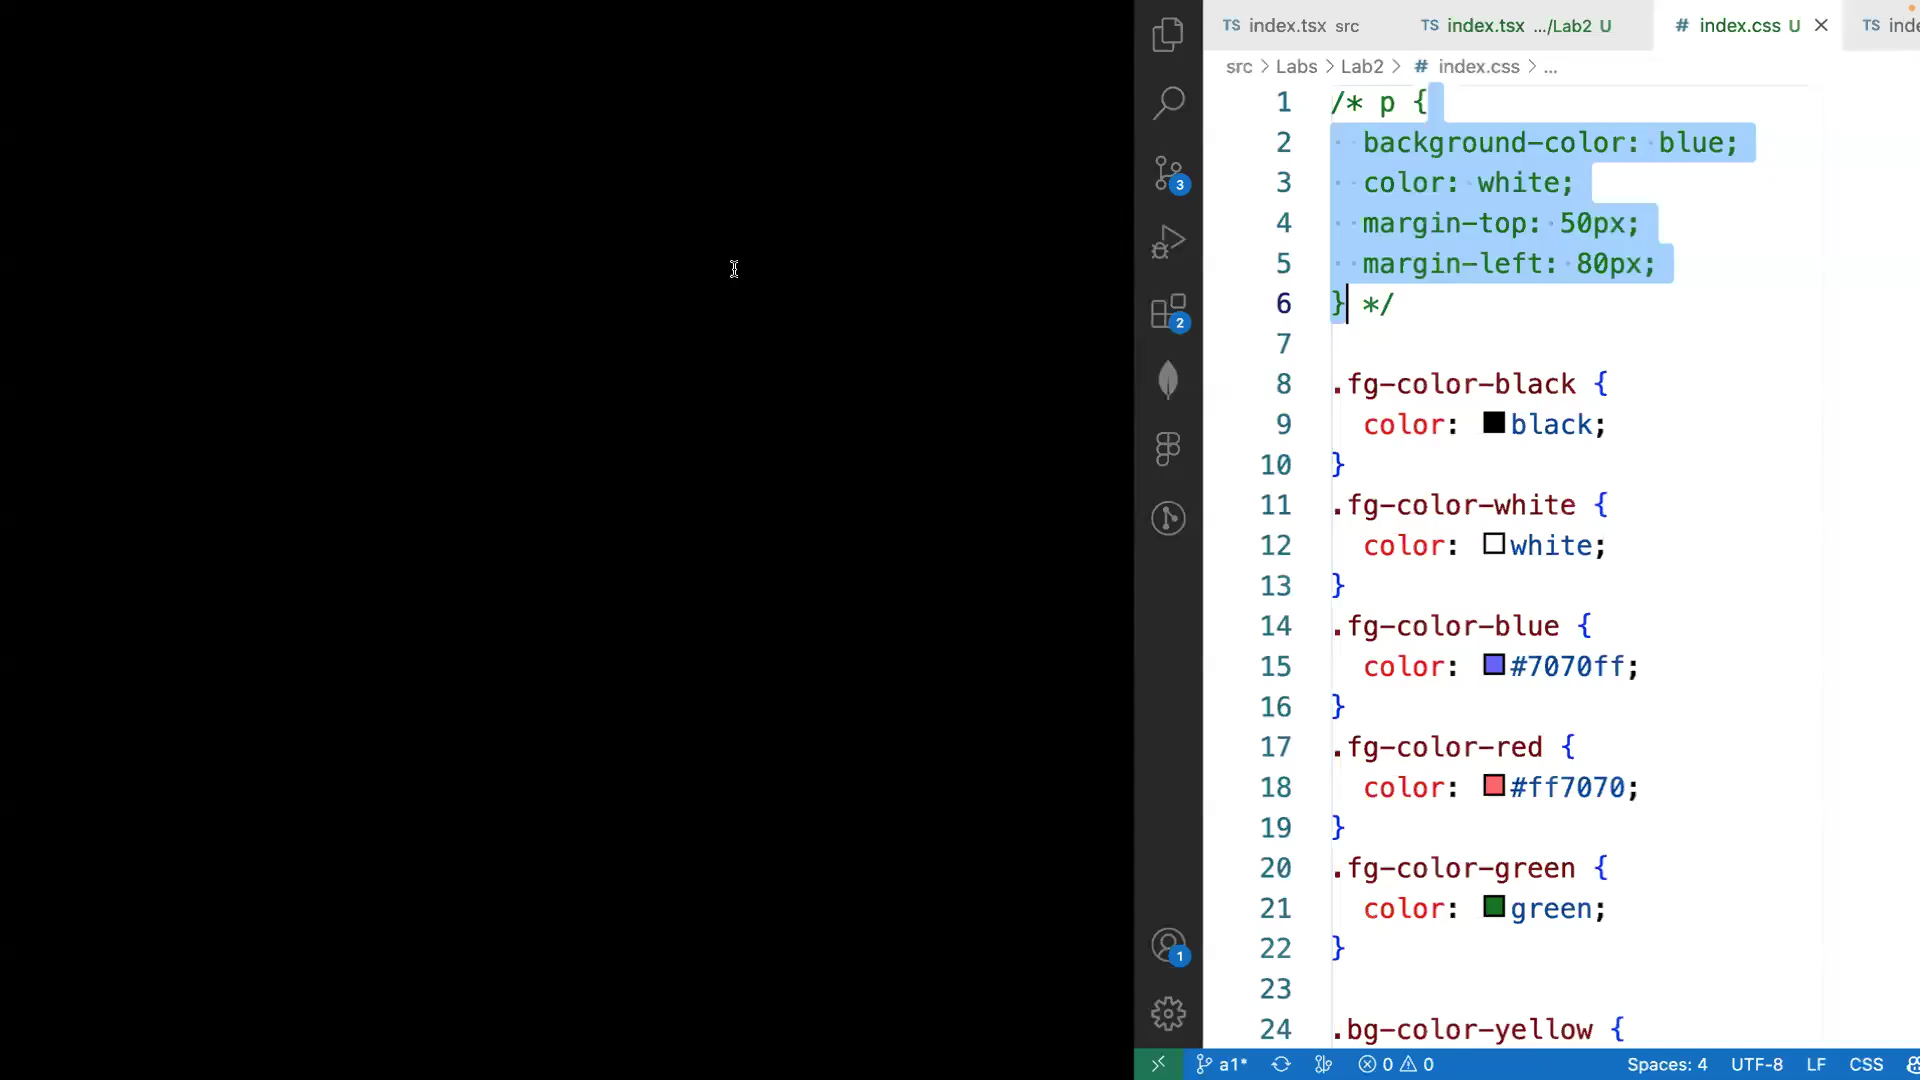 TS index.tsx src TS index.tsx .../Lab2 U # index.css U × TS inde
src > Labs > Lab2 > # index.css > ...
1 /* p {
2 background-color: blue;
3 color: white;
4 margin-top: 50px;
5 margin-left: 80px;
6 } */
7
8 .fg-color-black {
9 color: black;
10 }
11 .fg-color-white {
12 color: white;
13 }
14 .fg-color-blue {
15 color: #7070ff;
16 }
17 .fg-color-red {
18 color: #ff7070;
19 }
20 .fg-color-green {
21 color: green;
22 }
23
24 .bg-color-yellow {
3
2
1
a1* 0 0 Spaces: 4 UTF-8 LF CSS